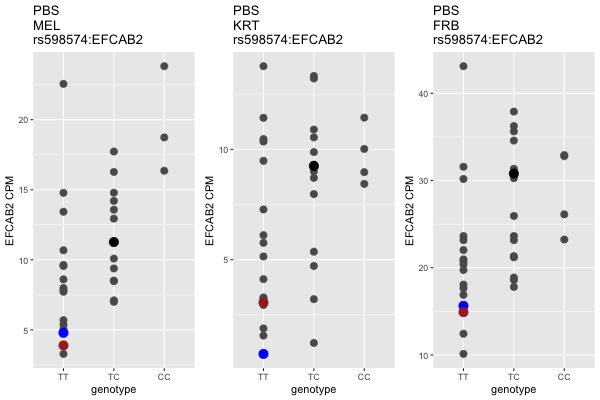 PBS
MEL
rs598574:EFCAB2
EFCAB2 CPM
20
15
10
5
TT
TC
CC
genotype
PBS
KRT
rs598574:EFCAB2
EFCAB2 CPM
10
5
TT
TC
CC
genotype
PBS
FRB
rs598574:EFCAB2
EFCAB2 CPM
40
30
20
10
TT
TC
CC
genotype